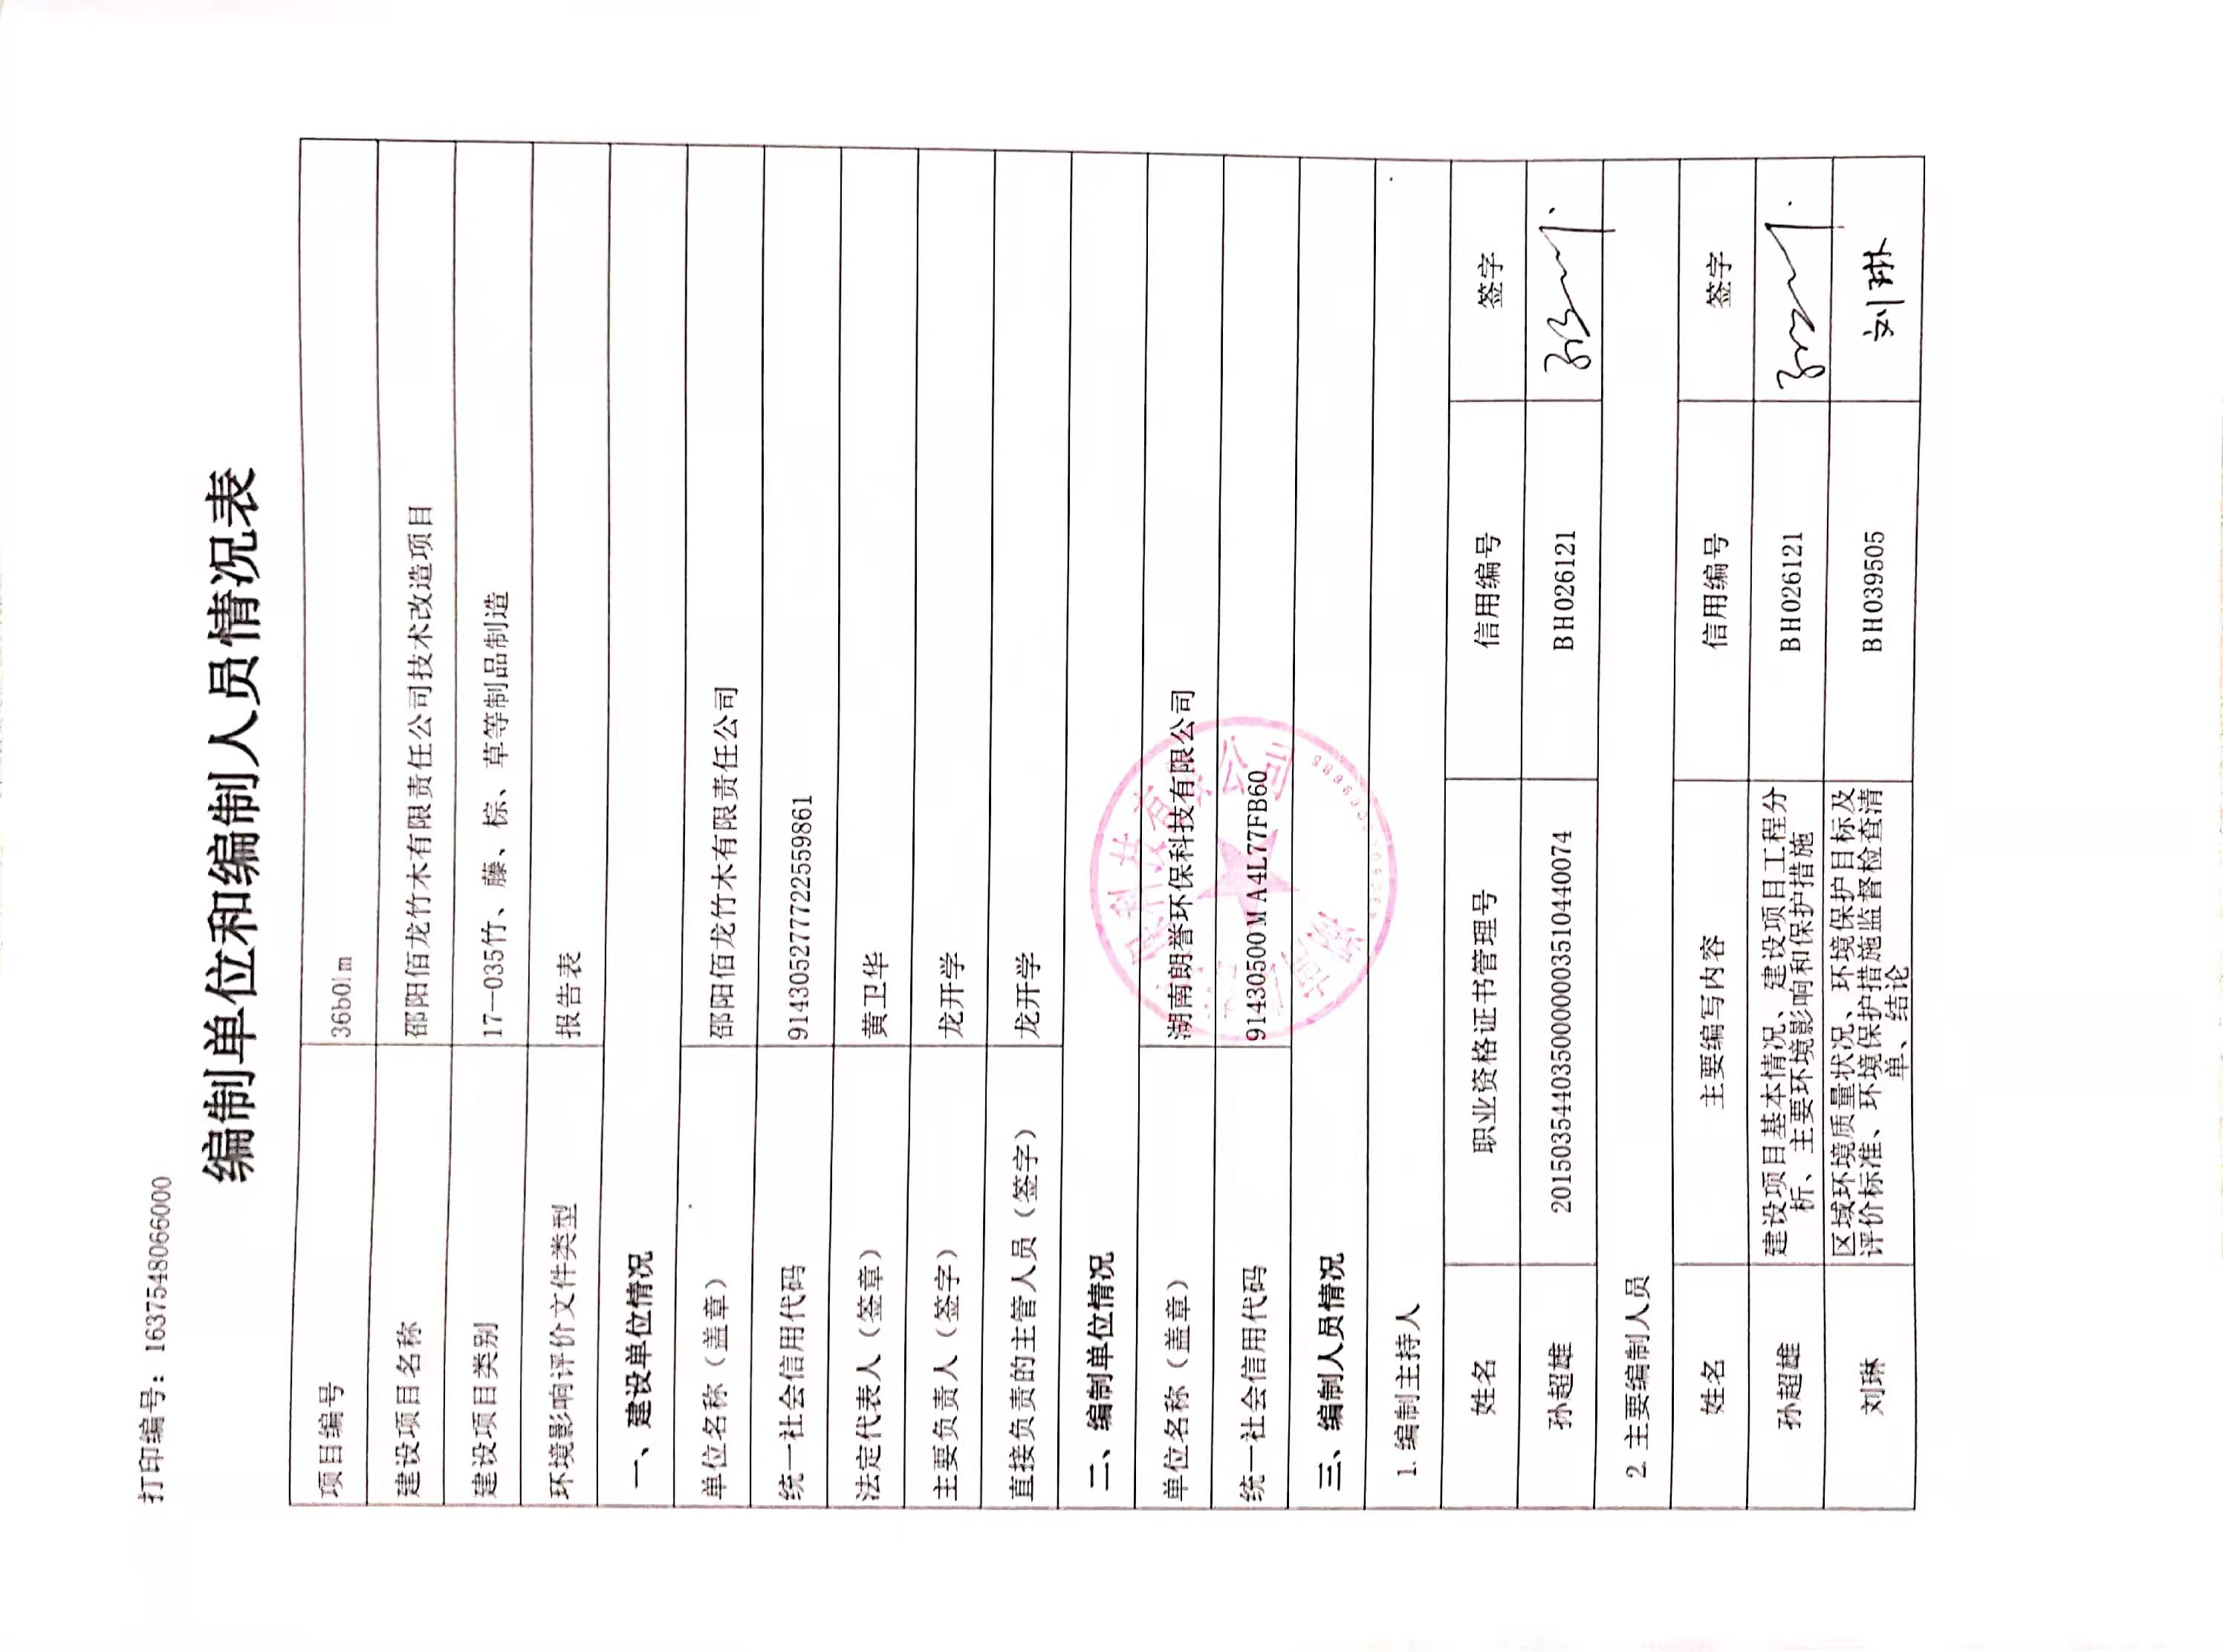 打印编号：1637548066000
编制单位和编制人员情况表
项目编号 36b01m
建设项目名称 邵阳佰龙竹木有限责任公司技术改造项目
建设项目类别 17—035竹、藤、棕、草等制品制造
环境影响评价文件类型 报告表
一、建设单位情况
单位名称（盖章） 邵阳佰龙竹木有限责任公司
统一社会信用代码 914305277722559861
法定代表人（签章） 黄卫华
主要负责人（签字） 龙开学
直接负责的主管人员（签字） 龙开学
二、编制单位情况
单位名称（盖章） 湖南朗誉环保科技有限公司
统一社会信用代码 91430500MA4L77FB60
三、编制人员情况
1. 编制主持人
姓名 职业资格证书管理号 信用编号 签字
孙超雄 2015035440350000003510440074 BH026121
2. 主要编制人员
姓名 主要编写内容 信用编号 签字
孙超雄 建设项目基本情况、建设项目工程分
析、主要环境影响和保护措施 BH026121
刘琳 区域环境质量状况、环境保护目标及
评价标准、环境保护措施监督检查清
单、结论 BH039505 刘琳